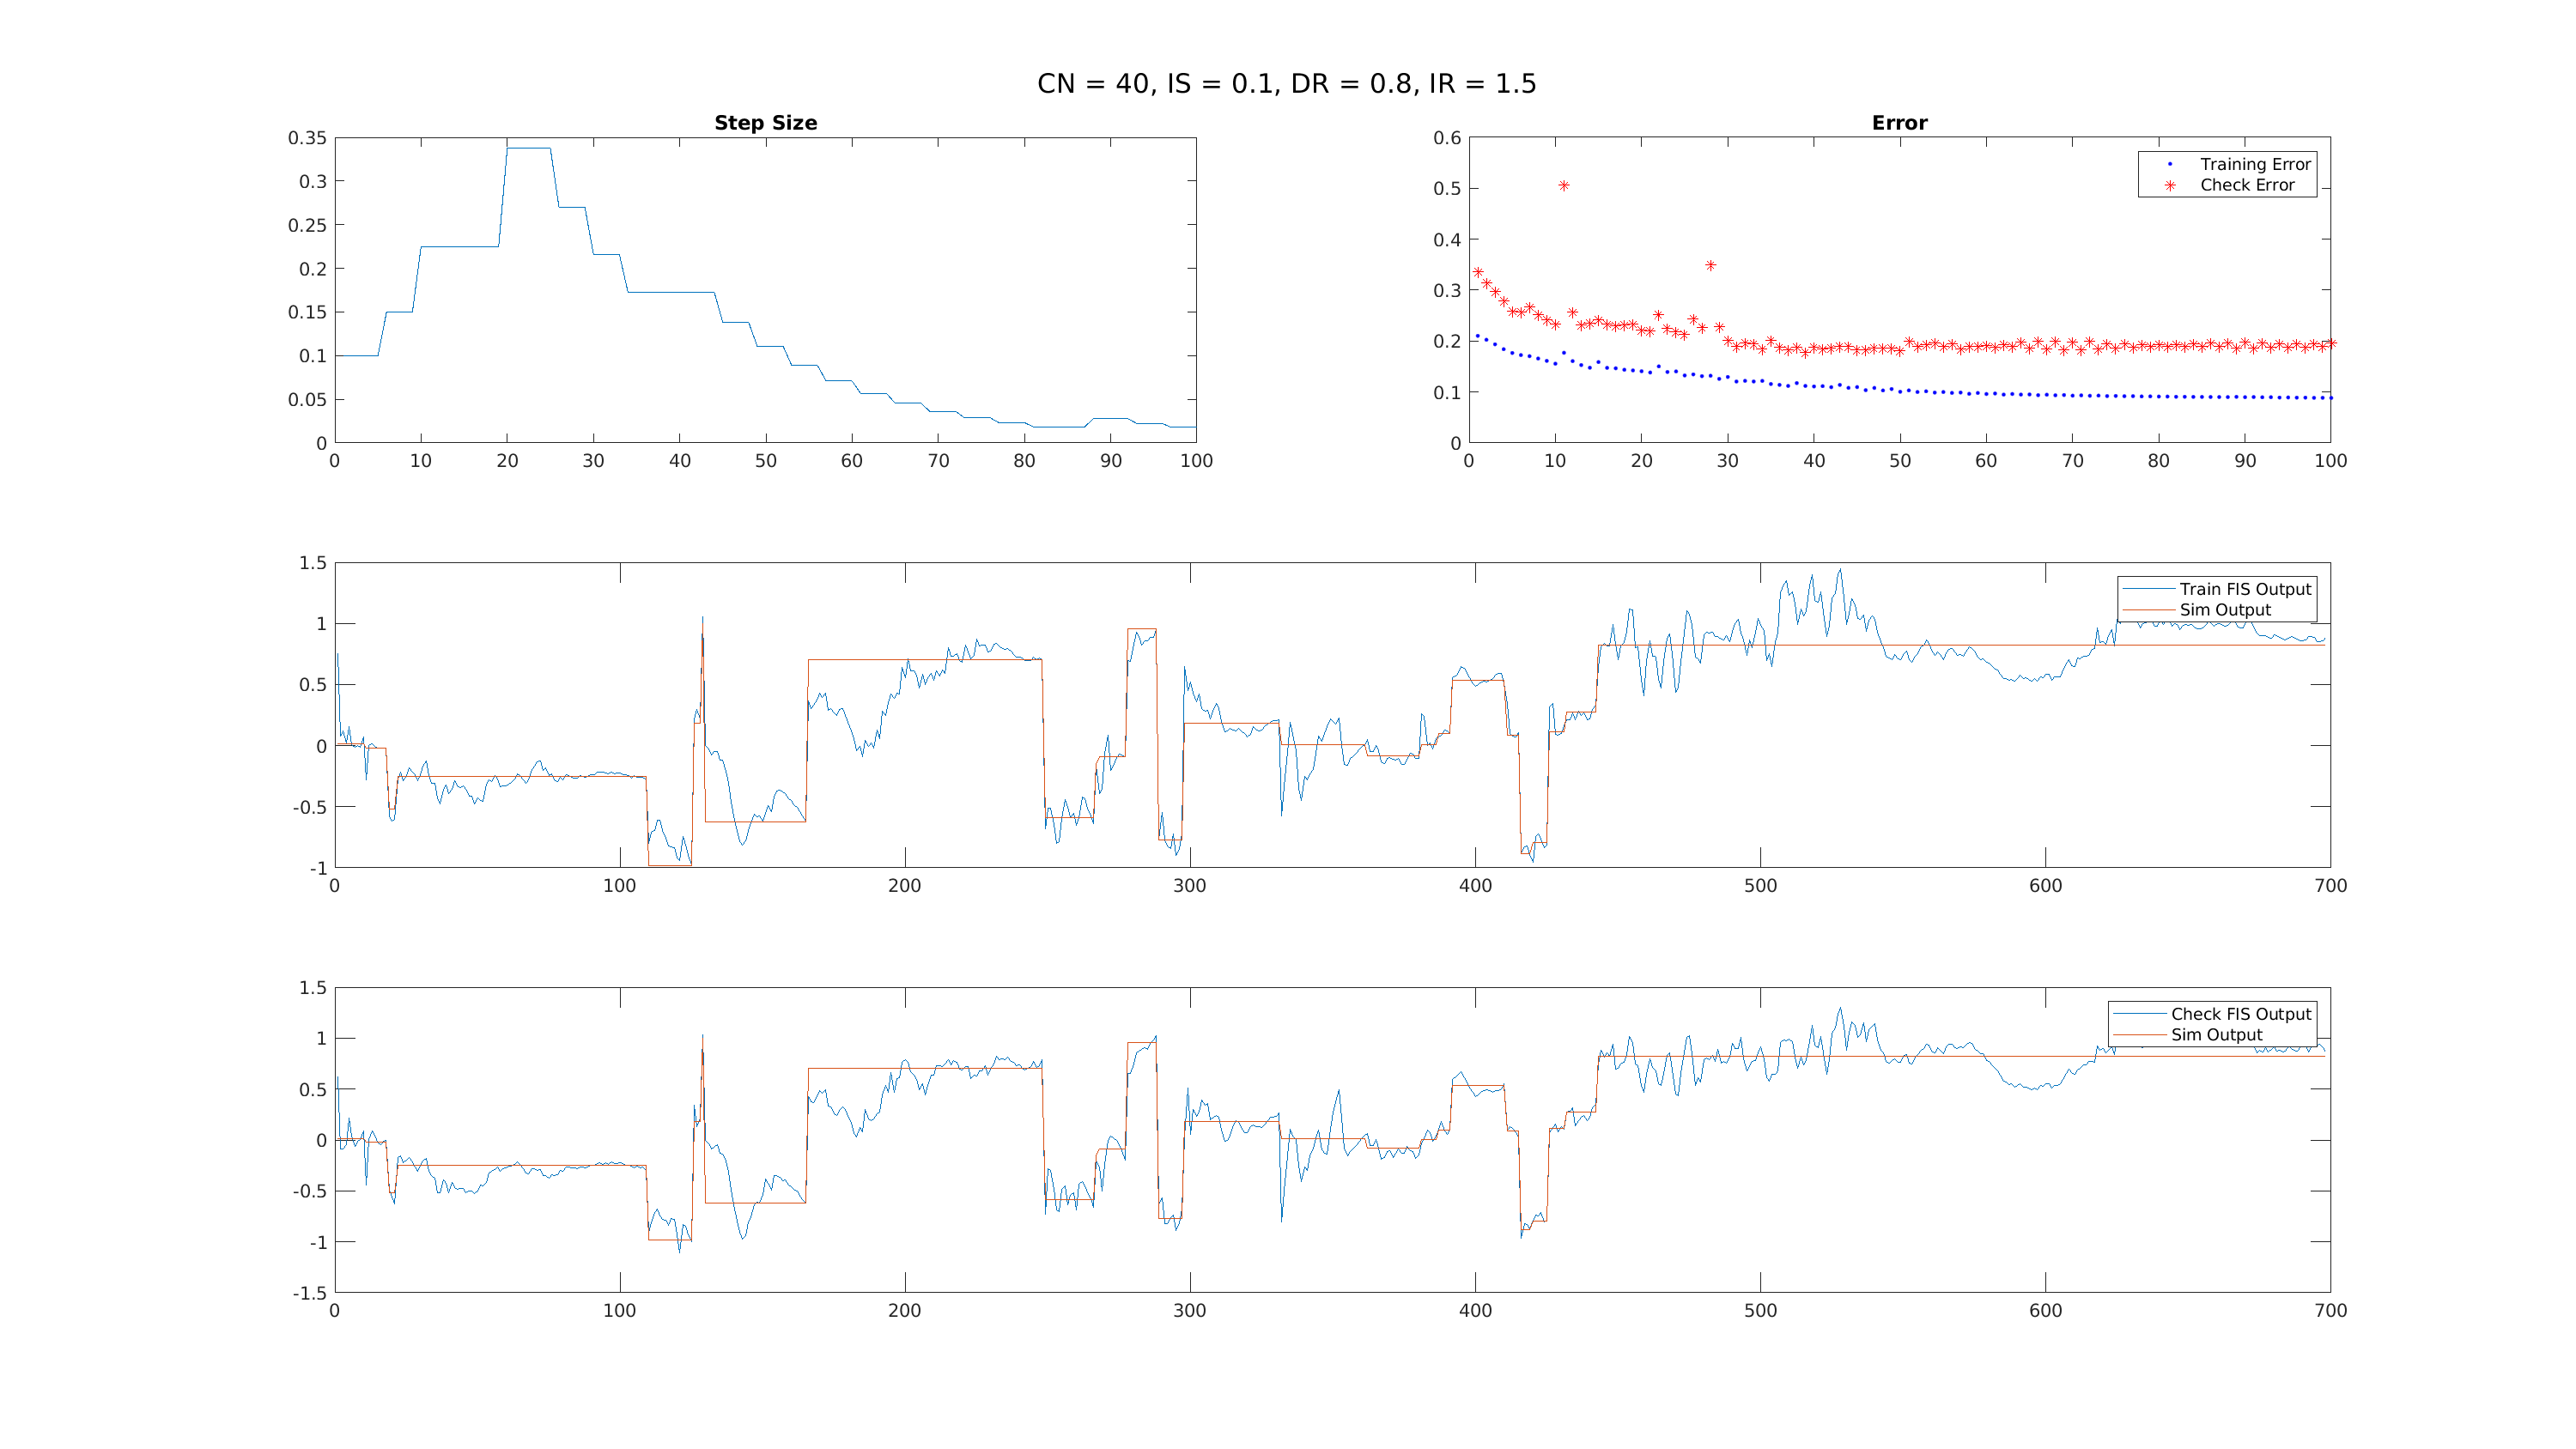 CN = 40, IS = 0.1, DR = 0.8, IR = 1.5
Step Size
0.35
0.3
0.25
0.2
0.15
0.1
0.05
0
0 10 20 30 40 50 60 70 80 90 100
Error
0.6
0.5
0.4
0.3
0.2
0.1
0
0 10 20 30 40 50 60 70 80 90 100
Training Error
Check Error
1.5
1
0.5
0
-0.5
-1
0 100 200 300 400 500 600 700
Train FIS Output
Sim Output
1.5
1
0.5
0
-0.5
-1
-1.5
0 100 200 300 400 500 600 700
Check FIS Output
Sim Output